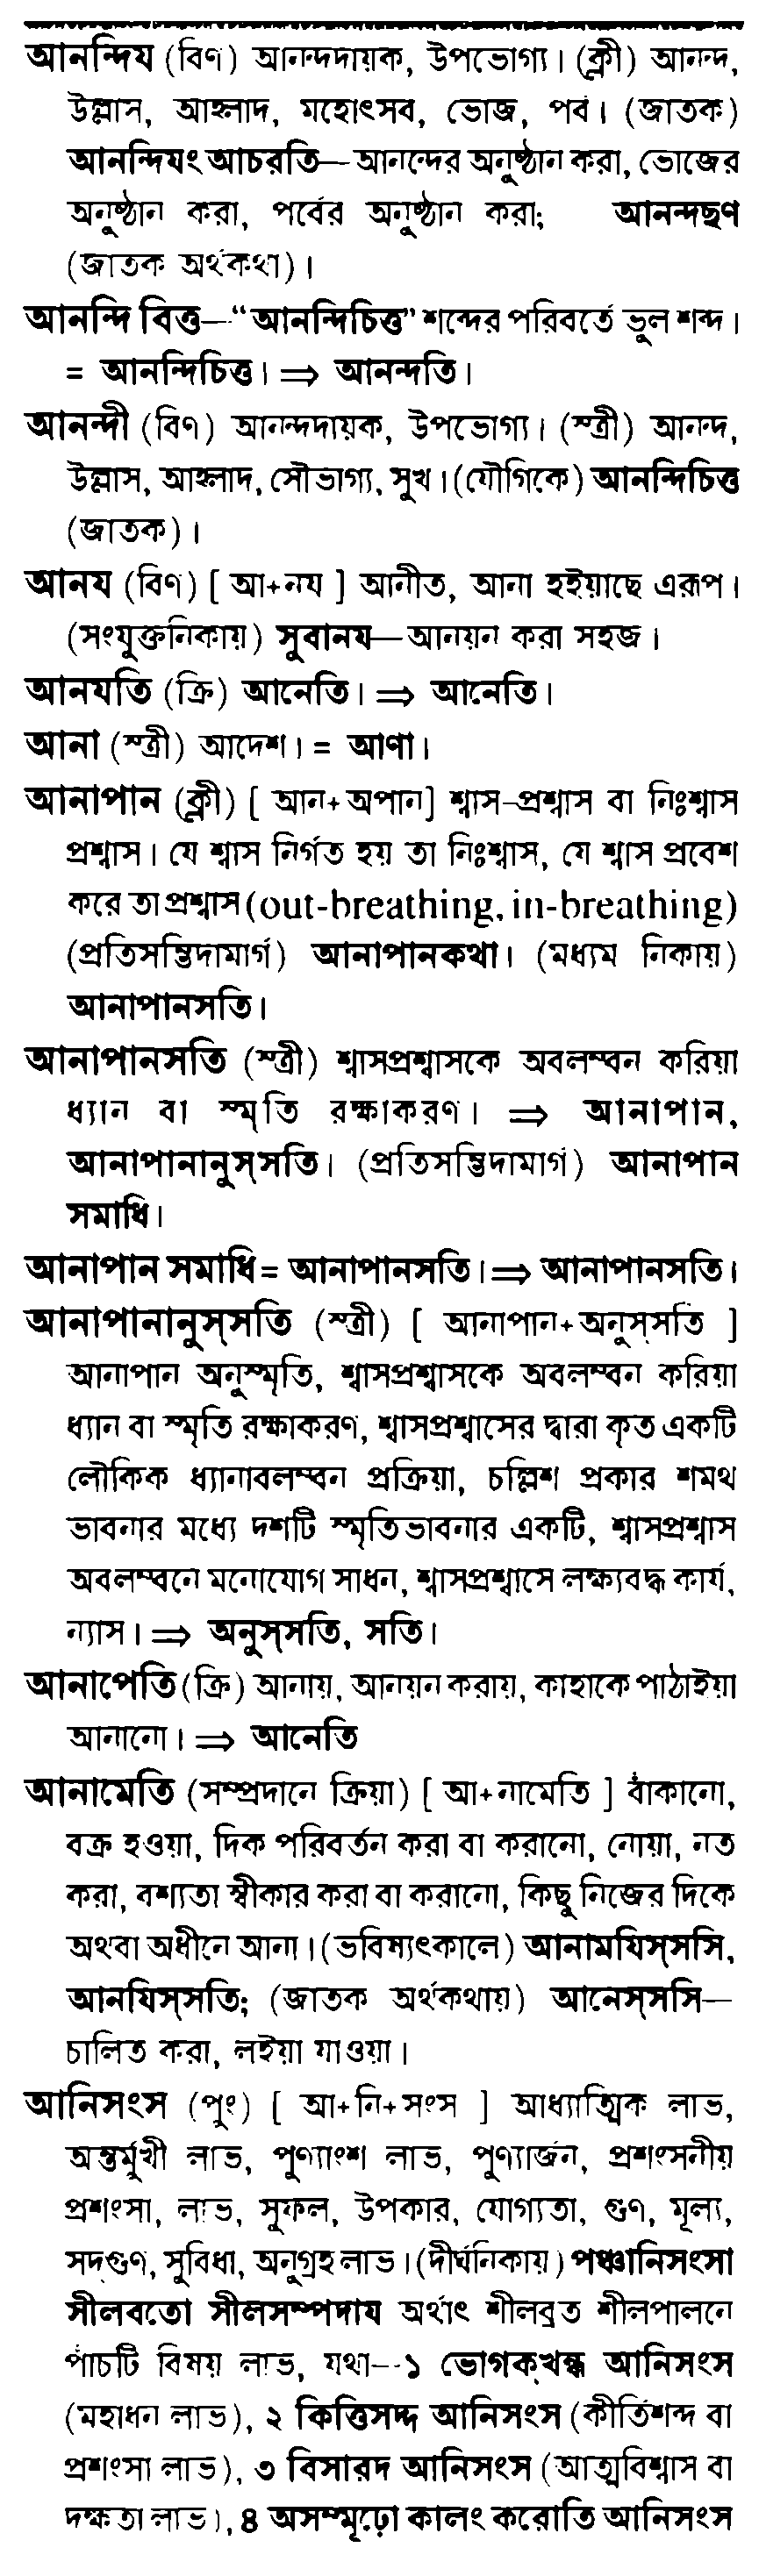 আনন্দিয (বিণ) আনন্দদায়ক, উপভোগ্য। (ক্লী) আনন্দ,
উল্লাস, আহ্লাদ, মহোৎসব, ভোজ, পর্ব। (জাতক)
আনন্দিযং আচরতি—আনন্দের অনুষ্ঠান করা, ভোজের
অনুষ্ঠান করা, পর্বের অনুষ্ঠান করা; আনন্দছণ
(জাতক অর্থকথা)।
আনন্দি বিত্ত—“আনন্দিচিত্ত” শব্দের পরিবর্তে ভুল শব্দ।
= আনন্দিচিত্ত। ⇒ আনন্দতি।
আনন্দী (বিণ) আনন্দদায়ক, উপভোগ্য। (স্ত্রী) আনন্দ,
উল্লাস, আহ্লাদ, সৌভাগ্য, সুখ। (যৌগিকে) আনন্দিচিত্ত
(জাতক)।
আনয (বিণ) [ আ+নয ] আনীত, আনা হইয়াছে এরূপ।
(সংযুক্তনিকায়) সুবানয—আনয়ন করা সহজ।
আনযতি (ক্রি) আনেতি। ⇒ আনেতি।
আনা (স্ত্রী) আদেশ। = আণা।
আনাপান (ক্লী) [ আন+অপান] শ্বাস-প্রশ্বাস বা নিঃশ্বাস
প্রশ্বাস। যে শ্বাস নির্গত হয় তা নিঃশ্বাস, যে শ্বাস প্রবেশ
করে তা প্রশ্বাস (out-breathing, in-breathing)
(প্রতিসম্ভিদামার্গ) আনাপানকথা। (মধ্যম নিকায়)
আনাপানসতি।
আনাপানসতি (স্ত্রী) শ্বাসপ্রশ্বাসকে অবলম্বন করিয়া
ধ্যান বা স্মৃতি রক্ষাকরণ। ⇒ আনাপান,
আনাপানানুস্সতি। (প্রতিসম্ভিদামার্গ) আনাপান
সমাধি।
আনাপান সমাধি = আনাপানসতি। ⇒ আনাপানসতি।
আনাপানানুস্সতি (স্ত্রী) [ আনাপান+অনুস্সতি ]
আনাপান অনুস্মৃতি, শ্বাসপ্রশ্বাসকে অবলম্বন করিয়া
ধ্যান বা স্মৃতি রক্ষাকরণ, শ্বাসপ্রশ্বাসের দ্বারা কৃত একটি
লৌকিক ধ্যানাবলম্বন প্রক্রিয়া, চল্লিশ প্রকার শমথ
ভাবনার মধ্যে দশটি স্মৃতিভাবনার একটি, শ্বাসপ্রশ্বাস
অবলম্বনে মনোযোগ সাধন, শ্বাসপ্রশ্বাসে লক্ষ্যবদ্ধ কার্য,
ন্যাস। ⇒ অনুস্সতি, সতি।
আনাপেতি (ক্রি) আনায়, আনয়ন করায়, কাহাকে পাঠাইয়া
আনানো। ⇒ আনেতি
আনামেতি (সম্প্রদানে ক্রিয়া) [ আ+নামেতি ] বাঁকানো,
বক্র হওয়া, দিক পরিবর্তন করা বা করানো, নোয়া, নত
করা, বশ্যতা স্বীকার করা বা করানো, কিছু নিজের দিকে
অথবা অধীনে আনা। (ভবিষ্যৎকালে) আনামযিস্সসি,
আনযিস্সতি; (জাতক অর্থকথায়) আনেস্সসি—
চালিত করা, লইয়া যাওয়া।
আনিসংস (পুং) [ আ+নি+সংস ] আধ্যাত্মিক লাভ,
অন্তর্মুখী লাভ, পুণ্যাংশ লাভ, পুণ্যার্জন, প্রশংসনীয়
প্রশংসা, লাভ, সুফল, উপকার, যোগ্যতা, গুণ, মূল্য,
সদ্গুণ, সুবিধা, অনুগ্রহ লাভ। (দীর্ঘনিকায়) পঞ্চানিসংসা
সীলবতো সীলসম্পদায অর্থাৎ শীলব্রত শীলপালনে
পাঁচটি বিষয় লাভ, যথা—১ ভোগক্খন্ধ আনিসংস
(মহাধন লাভ), ২ কিত্তিসদ্দ আনিসংস (কীর্তিশব্দ বা
প্রশংসা লাভ), ৩ বিসারদ আনিসংস (আত্মবিশ্বাস বা
দক্ষতা লাভ), ৪ অসম্মূঢ়ো কালং করোতি আনিসংস